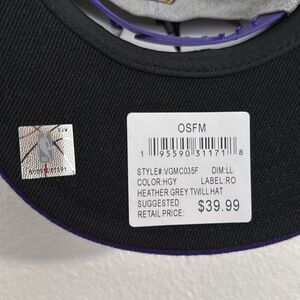 OSFM
1 95590 31171 8
STYLE#:VGMC035F DIM:LL
COLOR:HGY LABEL:RO
HEATHER GREY TWILL HAT
SUGGESTED
RETAIL PRICE: $39.99